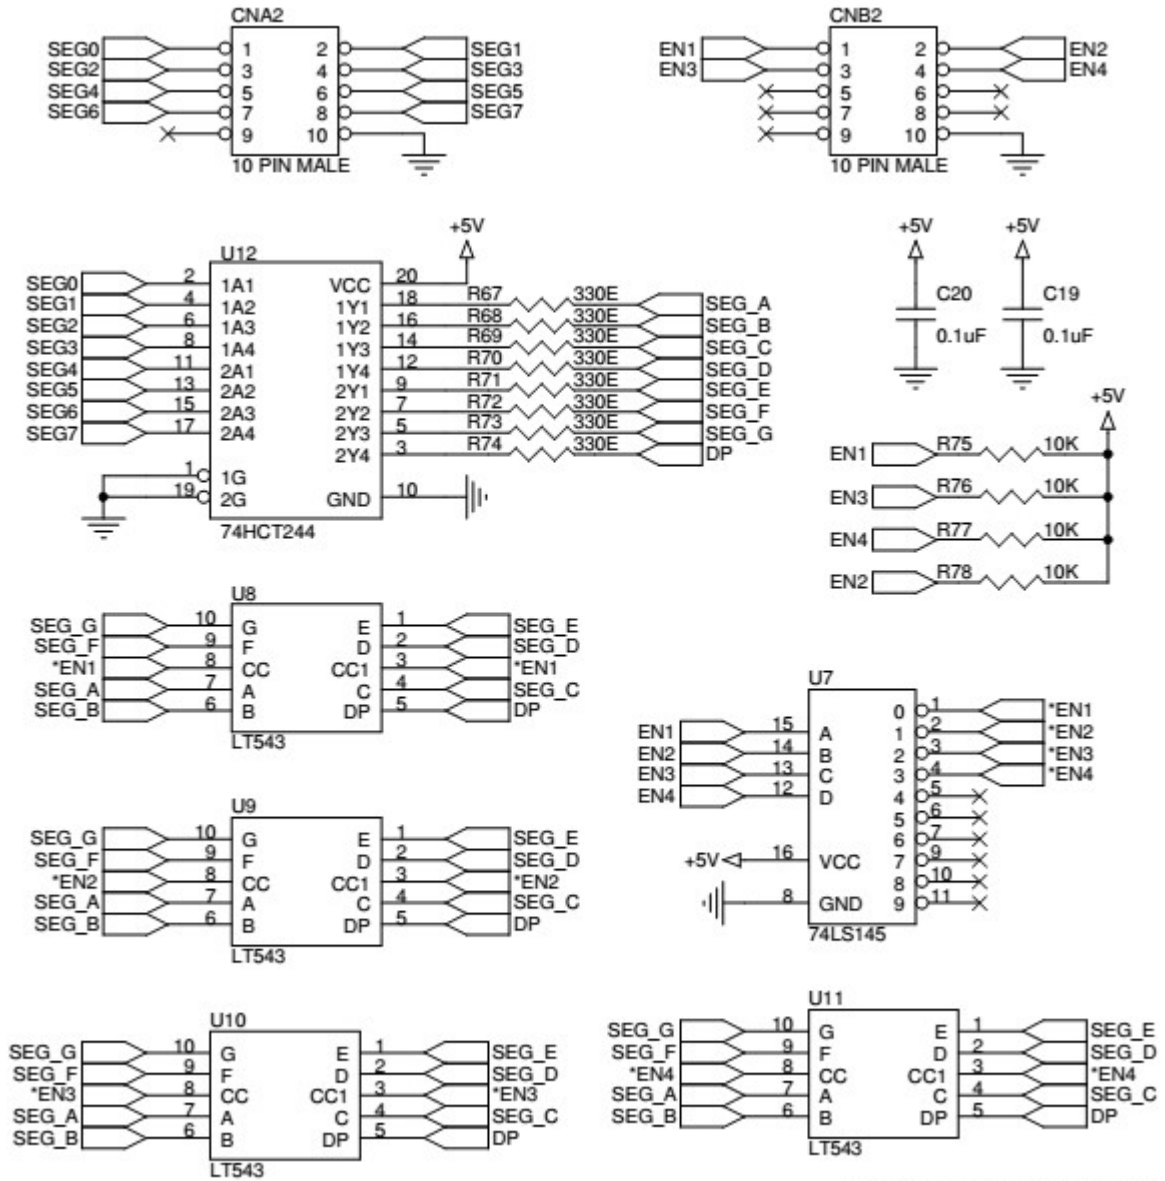 CNA2 CNB2
SEG0 1 2 SEG1 EN1 1 2 EN2
SEG2 3 4 SEG3 EN3 3 4 EN4
SEG4 5 6 SEG5 5 6
SEG6 7 8 SEG7 7 8
9 10 9 10
10 PIN MALE 10 PIN MALE
+5V +5V +5V
U12
SEG0 2 1A1 VCC 20
SEG1 4 1A2 1Y1 18 R67 330E SEG_A
SEG2 6 1A3 1Y2 16 R68 330E SEG_B
SEG3 8 1A4 1Y3 14 R69 330E SEG_C
SEG4 11 2A1 1Y4 12 R70 330E SEG_D
SEG5 13 2A2 2Y1 9 R71 330E SEG_E
SEG6 15 2A3 2Y2 7 R72 330E SEG_F
SEG7 17 2A4 2Y3 5 R73 330E SEG_G
2Y4 3 R74 330E DP
1 1G
19 2G GND 10
74HCT244
C20 C19
0.1uF 0.1uF
+5V
EN1 R75 10K
EN3 R76 10K
EN4 R77 10K
EN2 R78 10K
U8
SEG_G 10 G E 1 SEG_E
SEG_F 9 F D 2 SEG_D
*EN1 8 CC CC1 3 *EN1
SEG_A 7 A C 4 SEG_C
SEG_B 6 B DP 5 DP
LT543
U7
0 1 *EN1
EN1 15 A 1 2 *EN2
EN2 14 B 2 3 *EN3
EN3 13 C 3 4 *EN4
EN4 12 D 4 5
5 6
6 7
+5V 16 VCC 7 9
8 10
8 GND 9 11
74LS145
U9
SEG_G 10 G E 1 SEG_E
SEG_F 9 F D 2 SEG_D
*EN2 8 CC CC1 3 *EN2
SEG_A 7 A C 4 SEG_C
SEG_B 6 B DP 5 DP
LT543
U10
SEG_G 10 G E 1 SEG_E
SEG_F 9 F D 2 SEG_D
*EN3 8 CC CC1 3 *EN3
SEG_A 7 A C 4 SEG_C
SEG_B 6 B DP 5 DP
LT543
U11
SEG_G 10 G E 1 SEG_E
SEG_F 9 F D 2 SEG_D
*EN4 8 CC CC1 3 *EN4
SEG_A 7 A C 4 SEG_C
SEG_B 6 B DP 5 DP
LT543